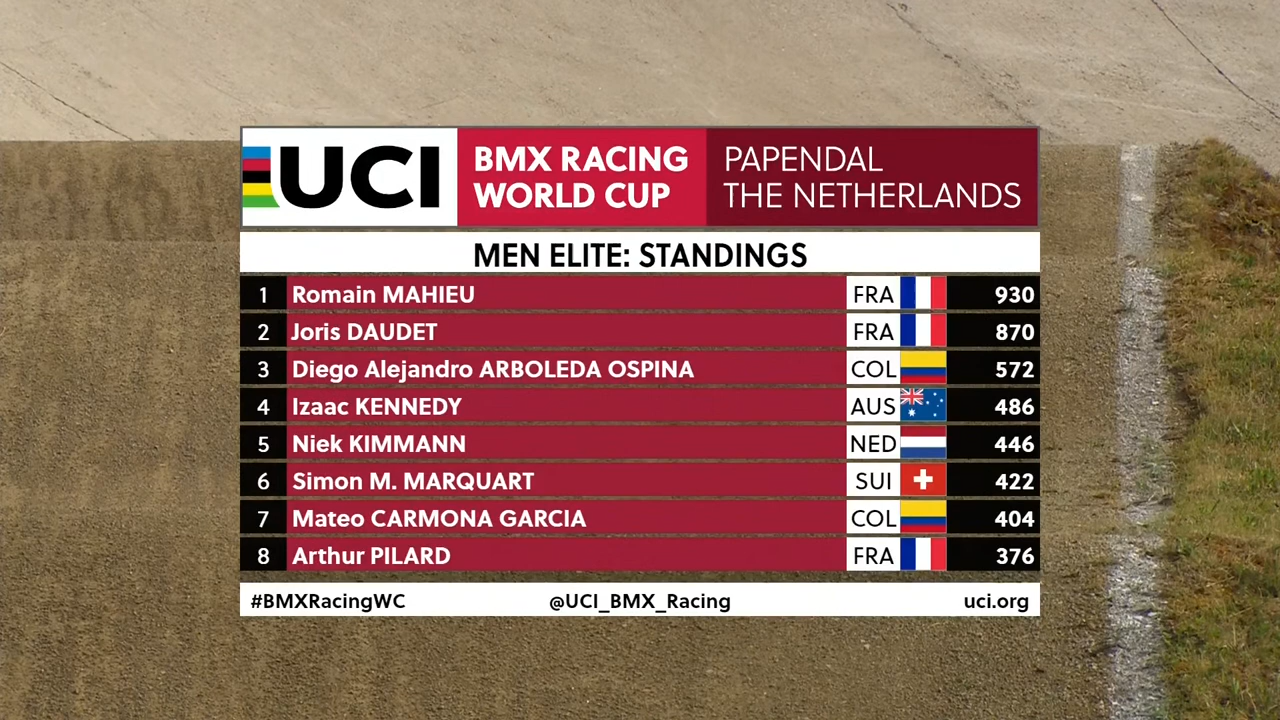 UCI
BMX RACING
WORLD CUP
PAPENDAL
THE NETHERLANDS
MEN ELITE: STANDINGS
1 Romain MAHIEU FRA 930
2 Joris DAUDET FRA 870
3 Diego Alejandro ARBOLEDA OSPINA COL 572
4 Izaac KENNEDY AUS 486
5 Niek KIMMANN NED 446
6 Simon M. MARQUART SUI 422
7 Mateo CARMONA GARCIA COL 404
8 Arthur PILARD FRA 376
#BMXRacingWC @UCI_BMX_Racing uci.org